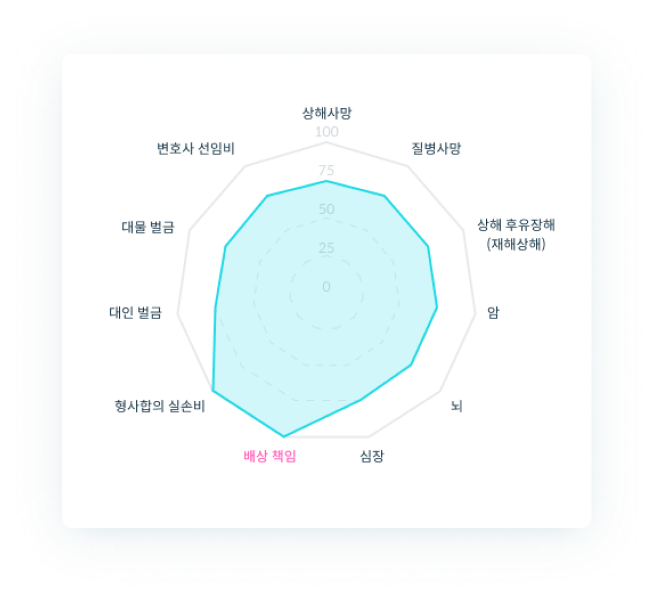 상해사망
100
변호사 선임비
질병사망
75
50
대물 벌금
상해 후유장해
(재해상해)
25
0
대인 벌금
암
형사합의 실손비
뇌
배상 책임
심장